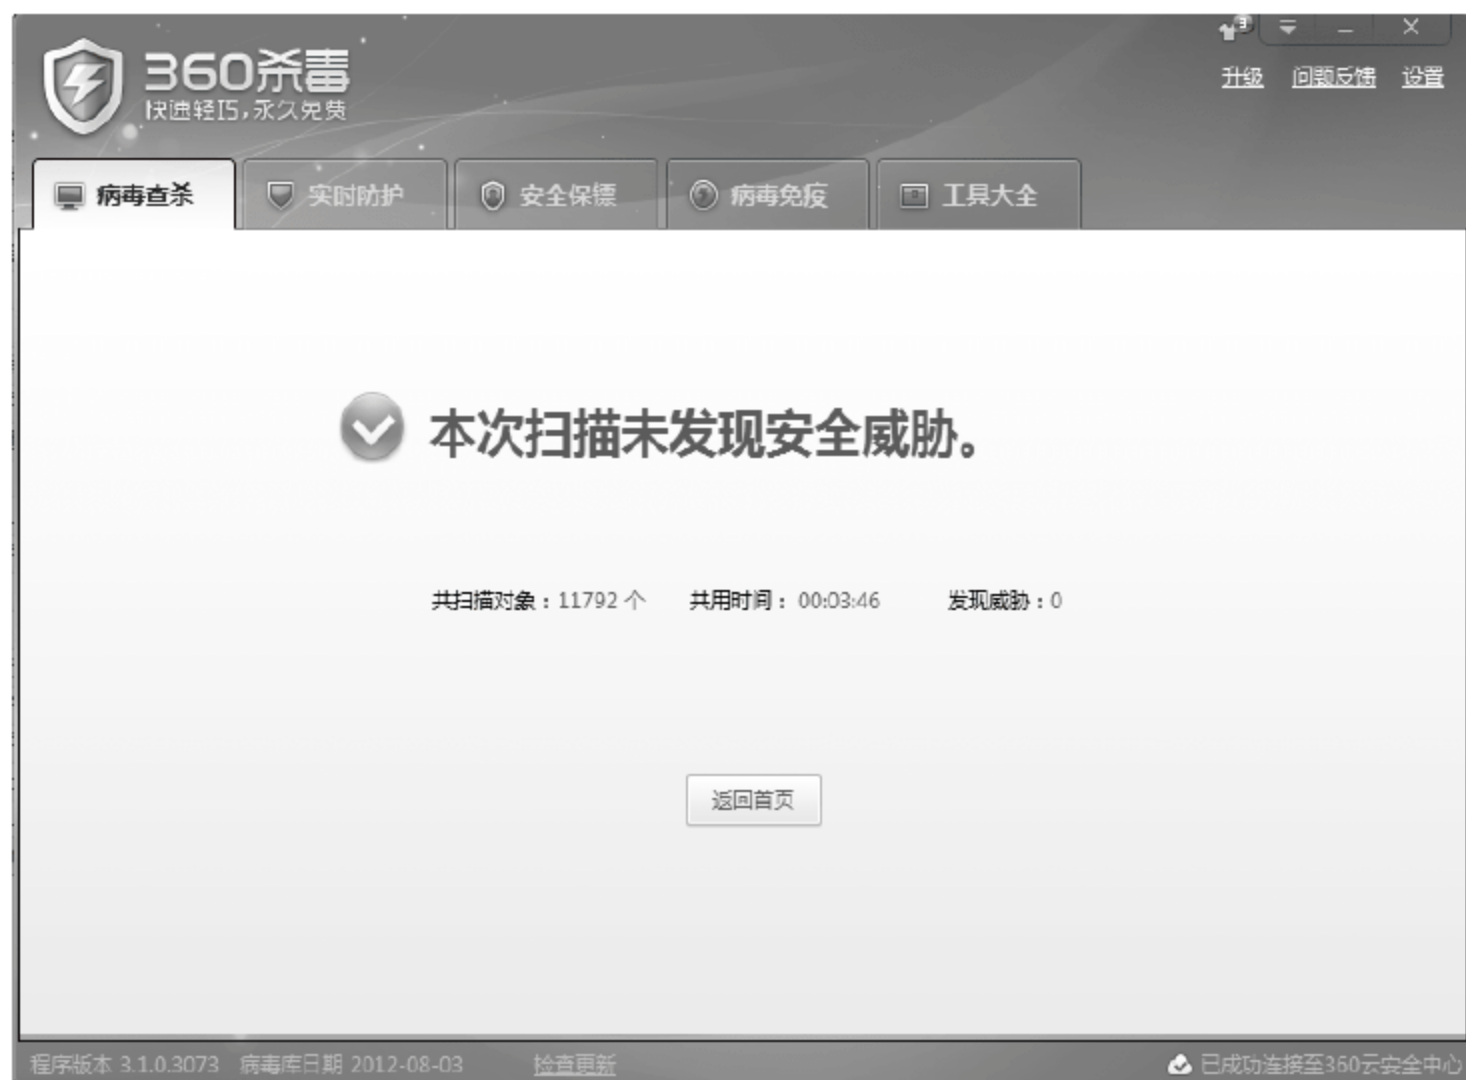 3
360杀毒
快速轻巧,永久免费
升级 问题反馈 设置
病毒查杀 实时防护 安全保镖 病毒免疫 工具大全
本次扫描未发现安全威胁。
共扫描对象：11792 个 共用时间：00:03:46 发现威胁：0
返回首页
程序版本 3.1.0.3073 病毒库日期 2012-08-03 检查更新 已成功连接至360云安全中心